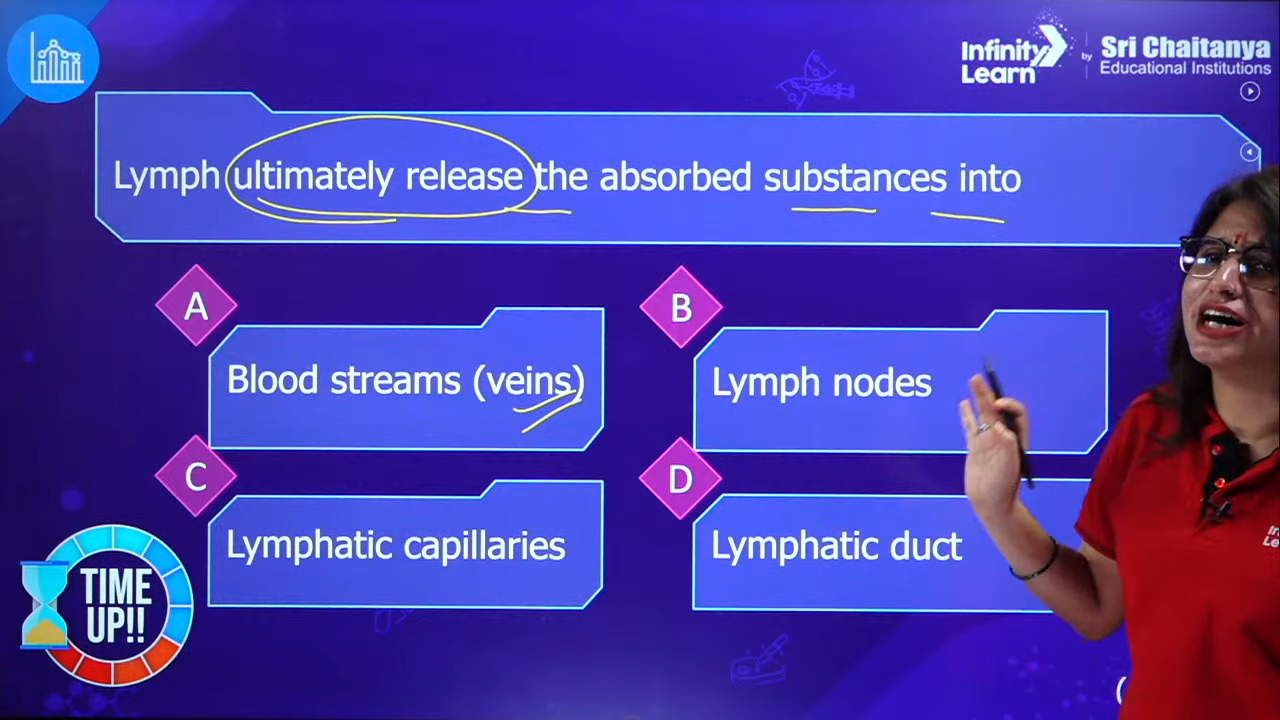 Infinity
Learn
by
Sri Chaitanya
Educational Institutions
Lymph ultimately release the absorbed substances into
A
Blood streams (veins)
B
Lymph nodes
C
Lymphatic capillaries
D
Lymphatic duct
TIME
UP!!